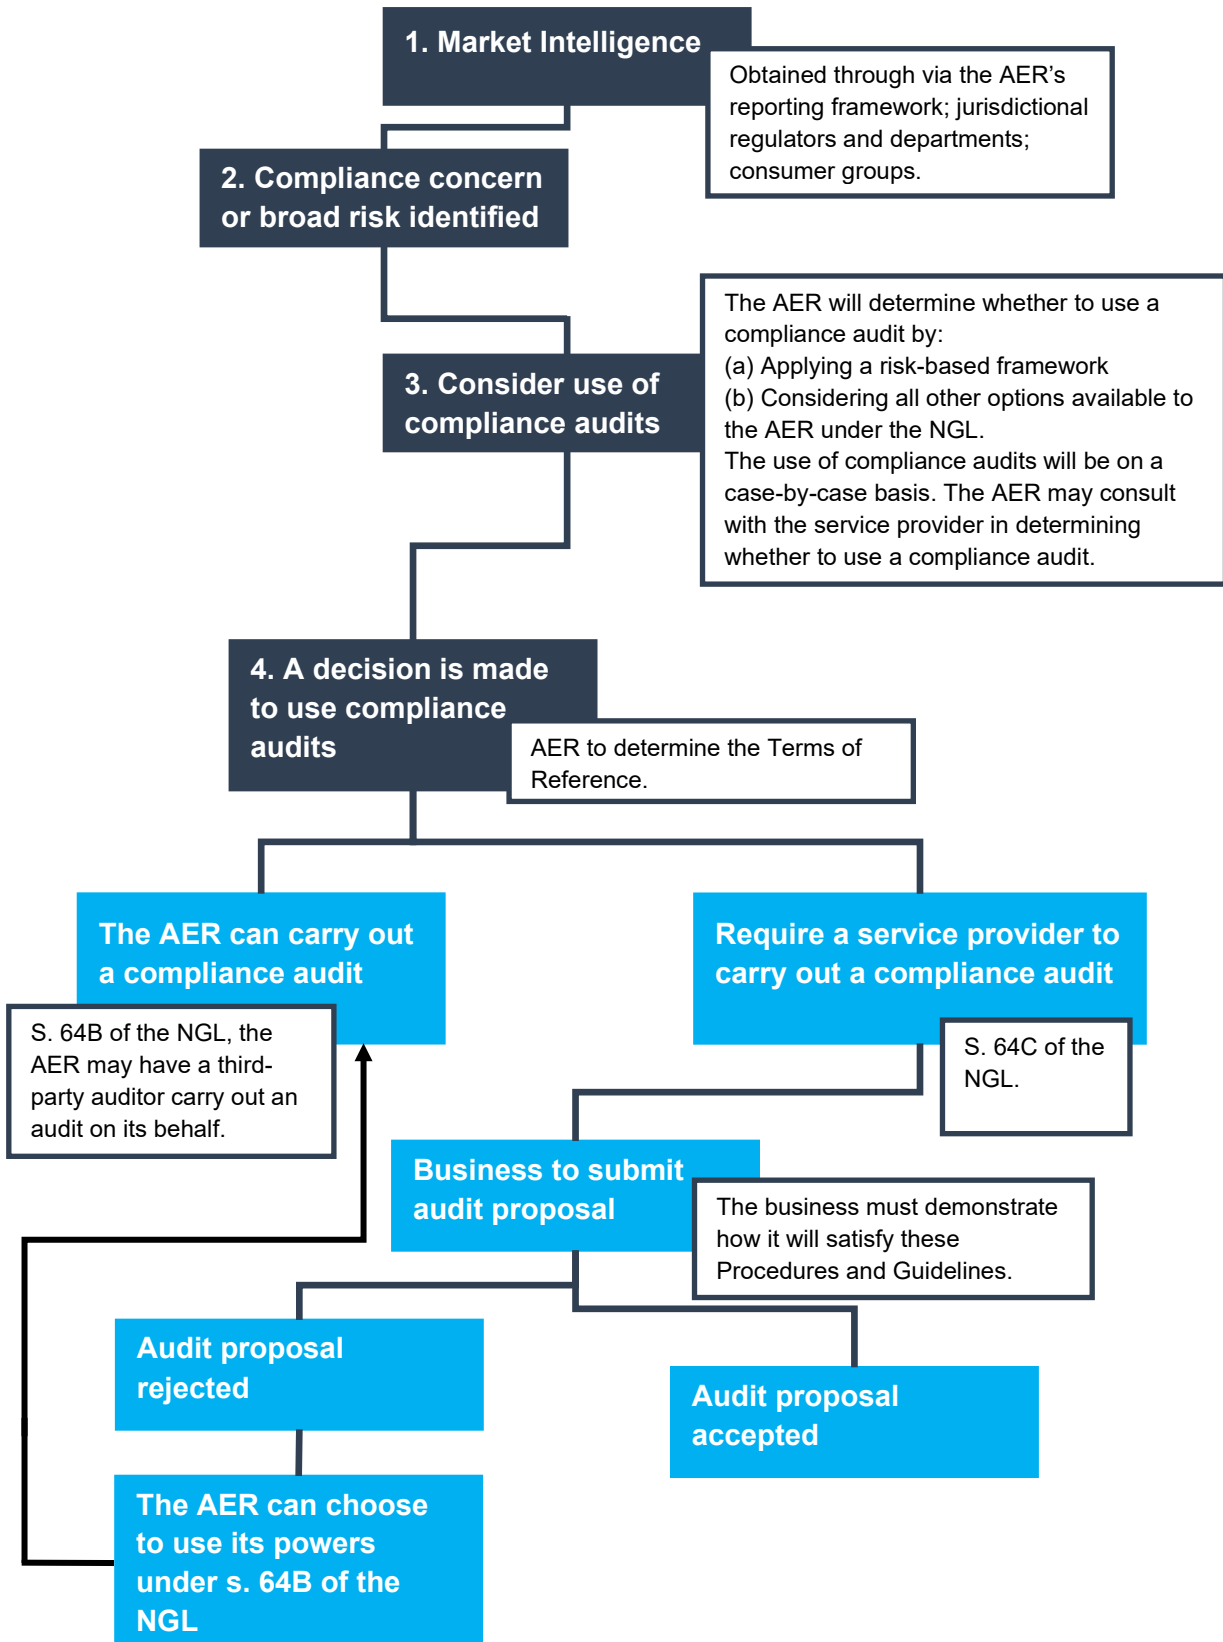 1. Market Intelligence
Obtained through via the AER's
reporting framework; jurisdictional
regulators and departments;
consumer groups.
2. Compliance concern
or broad risk identified
The AER will determine whether to use a
compliance audit by:
(a) Applying a risk-based framework
(b) Considering all other options available to
the AER under the NGL.
The use of compliance audits will be on a
case-by-case basis. The AER may consult
with the service provider in determining
whether to use a compliance audit.
3. Consider use of
compliance audits
4. A decision is made
to use compliance
audits
AER to determine the Terms of
Reference.
The AER can carry out
a compliance audit
S. 64B of the NGL, the
AER may have a third-
party auditor carry out an
audit on its behalf.
Require a service provider to
carry out a compliance audit
S. 64C of the
NGL.
Business to submit
audit proposal
The business must demonstrate
how it will satisfy these
Procedures and Guidelines.
Audit proposal
rejected
Audit proposal
accepted
The AER can choose
to use its powers
under s. 64B of the
NGL